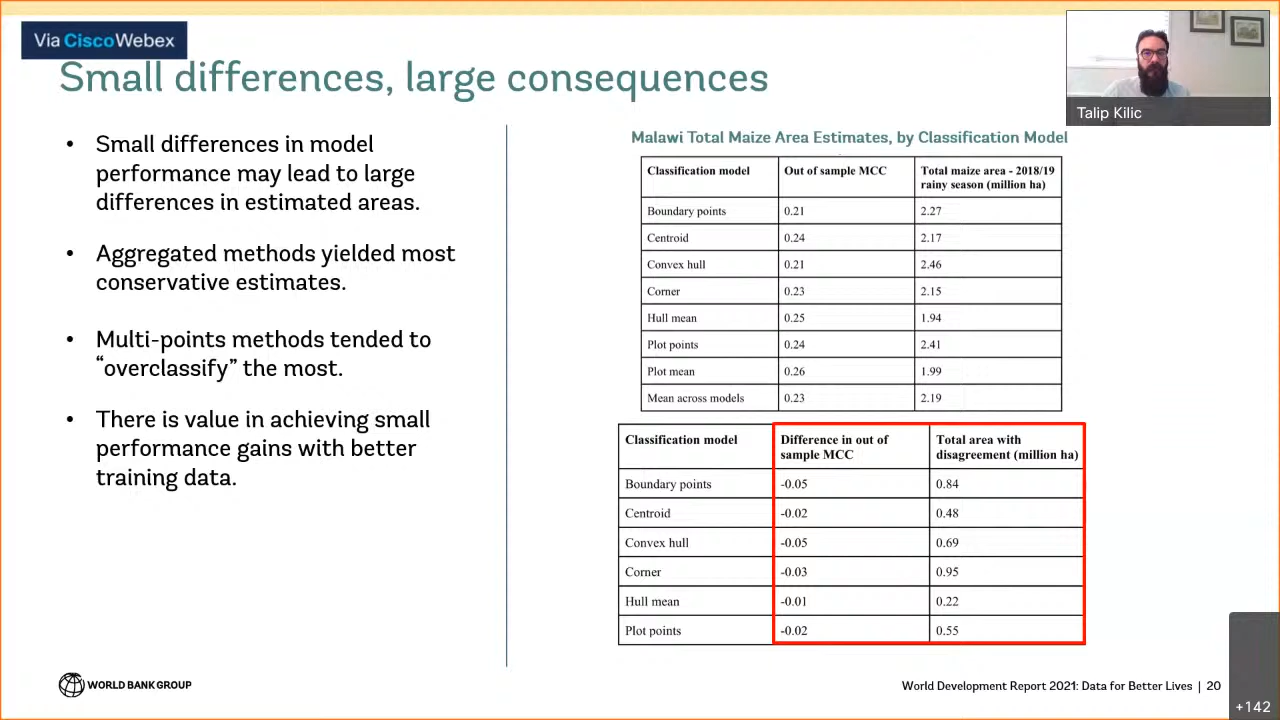 Via CiscoWebex
Small differences, large consequences
Talip Kilic
• Small differences in model
performance may lead to large
differences in estimated areas.
• Aggregated methods yielded most
conservative estimates.
• Multi-points methods tended to
“overclassify” the most.
• There is value in achieving small
performance gains with better
training data.
Malawi Total Maize Area Estimates, by Classification Model
Classification model Out of sample MCC Total maize area - 2018/19
rainy season (million ha)
Boundary points 0.21 2.27
Centroid 0.24 2.17
Convex hull 0.21 2.46
Corner 0.23 2.15
Hull mean 0.25 1.94
Plot points 0.24 2.41
Plot mean 0.26 1.99
Mean across models 0.23 2.19
Classification model Difference in out of Total area with
sample MCC disagreement (million ha)
Boundary points -0.05 0.84
Centroid -0.02 0.48
Convex hull -0.05 0.69
Corner -0.03 0.95
Hull mean -0.01 0.22
Plot points -0.02 0.55
WORLD BANK GROUP
World Development Report 2021: Data for Better Lives | 20
+142